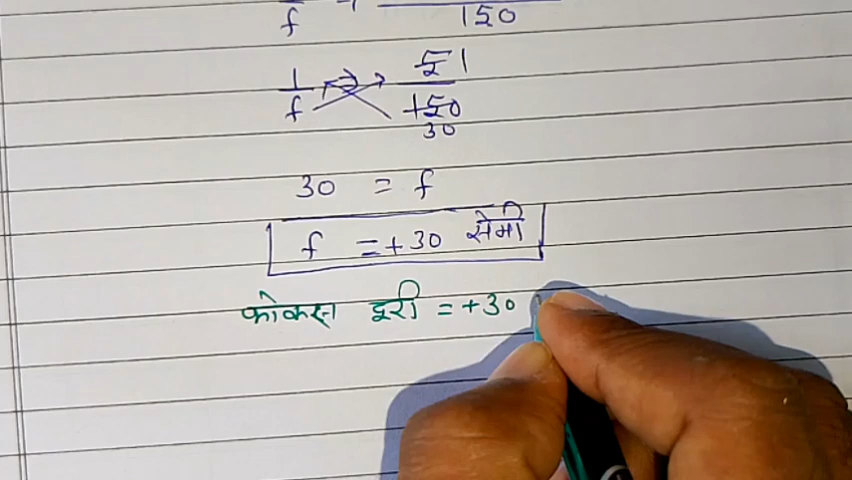 f 150
1/f = 5 1/150 30
30 = f
f = +30 सेमी
फोकस दूरी = +30